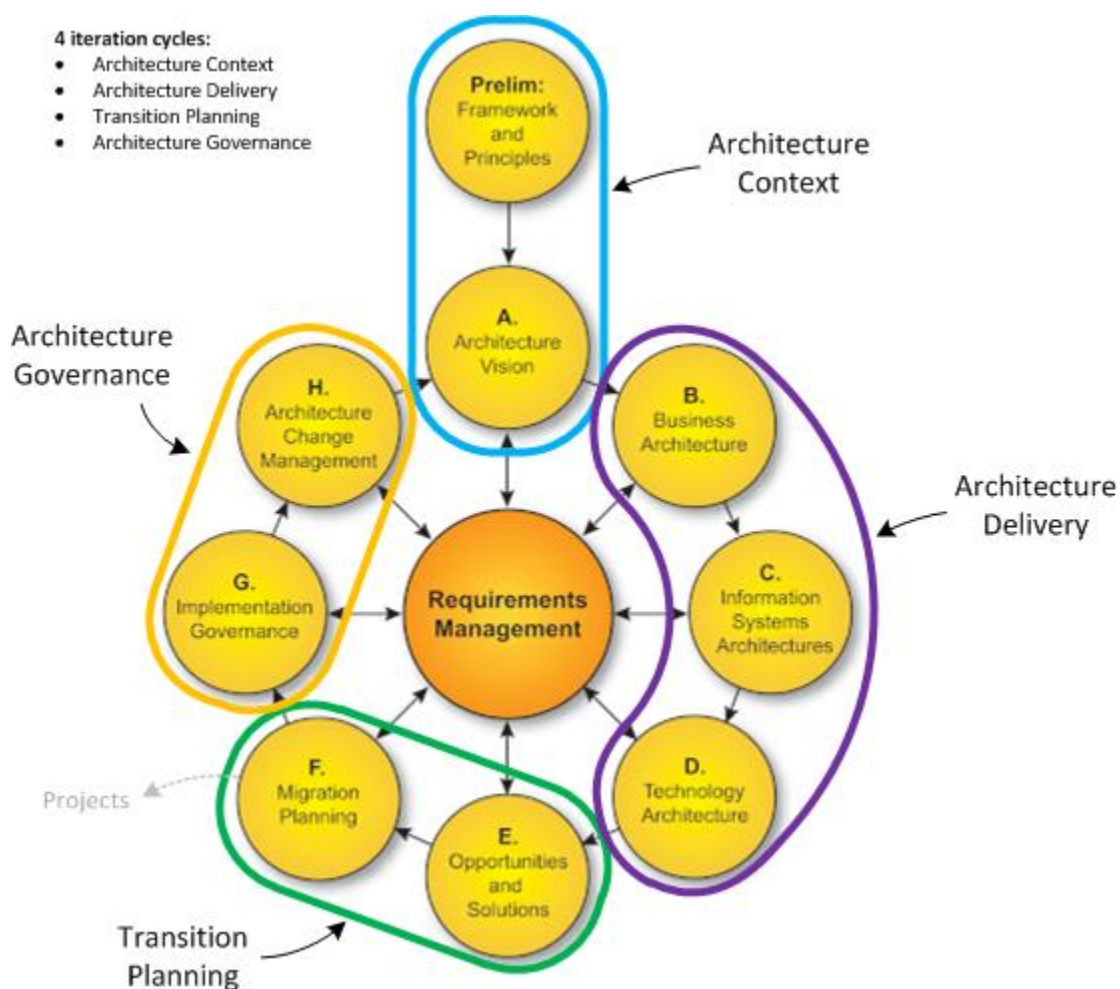 4 iteration cycles:
• Architecture Context
• Architecture Delivery
• Transition Planning
• Architecture Governance
Prelim:
Framework
and
Principles
Architecture
Context
A.
Architecture
Vision
Architecture
Governance
H.
Architecture
Change
Management
B.
Business
Architecture
Architecture
Delivery
G.
Implementation
Governance
Requirements
Management
C.
Information
Systems
Architectures
F.
Migration
Planning
Projects
D.
Technology
Architecture
E.
Opportunities
and
Solutions
Transition
Planning